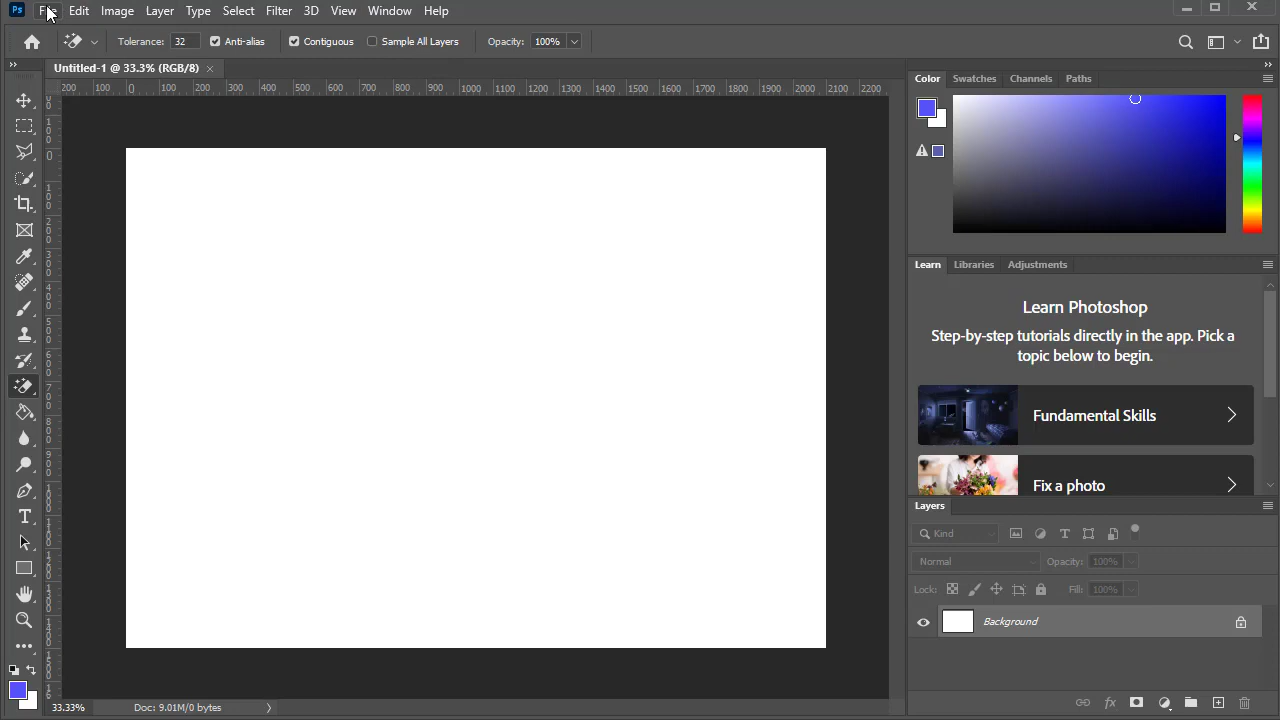 Ps File Edit Image Layer Type Select Filter 3D View Window Help
Tolerance: 32 Anti-alias Contiguous Sample All Layers Opacity: 100%
Untitled-1 @ 33.3% (RGB/8) ×
200 100 0 100 200 300 400 500 600 700 800 900 1000 1100 1200 1300 1400 1500 1600 1700 1800 1900 2000 2100 2200
Color Swatches Channels Paths
Learn Libraries Adjustments
Learn Photoshop
Step-by-step tutorials directly in the app. Pick a
topic below to begin.
Fundamental Skills
Fix a photo
Layers
Kind
Normal Opacity: 100%
Lock: Fill: 100%
Background
fx
33.33% Doc: 9.01M/0 bytes